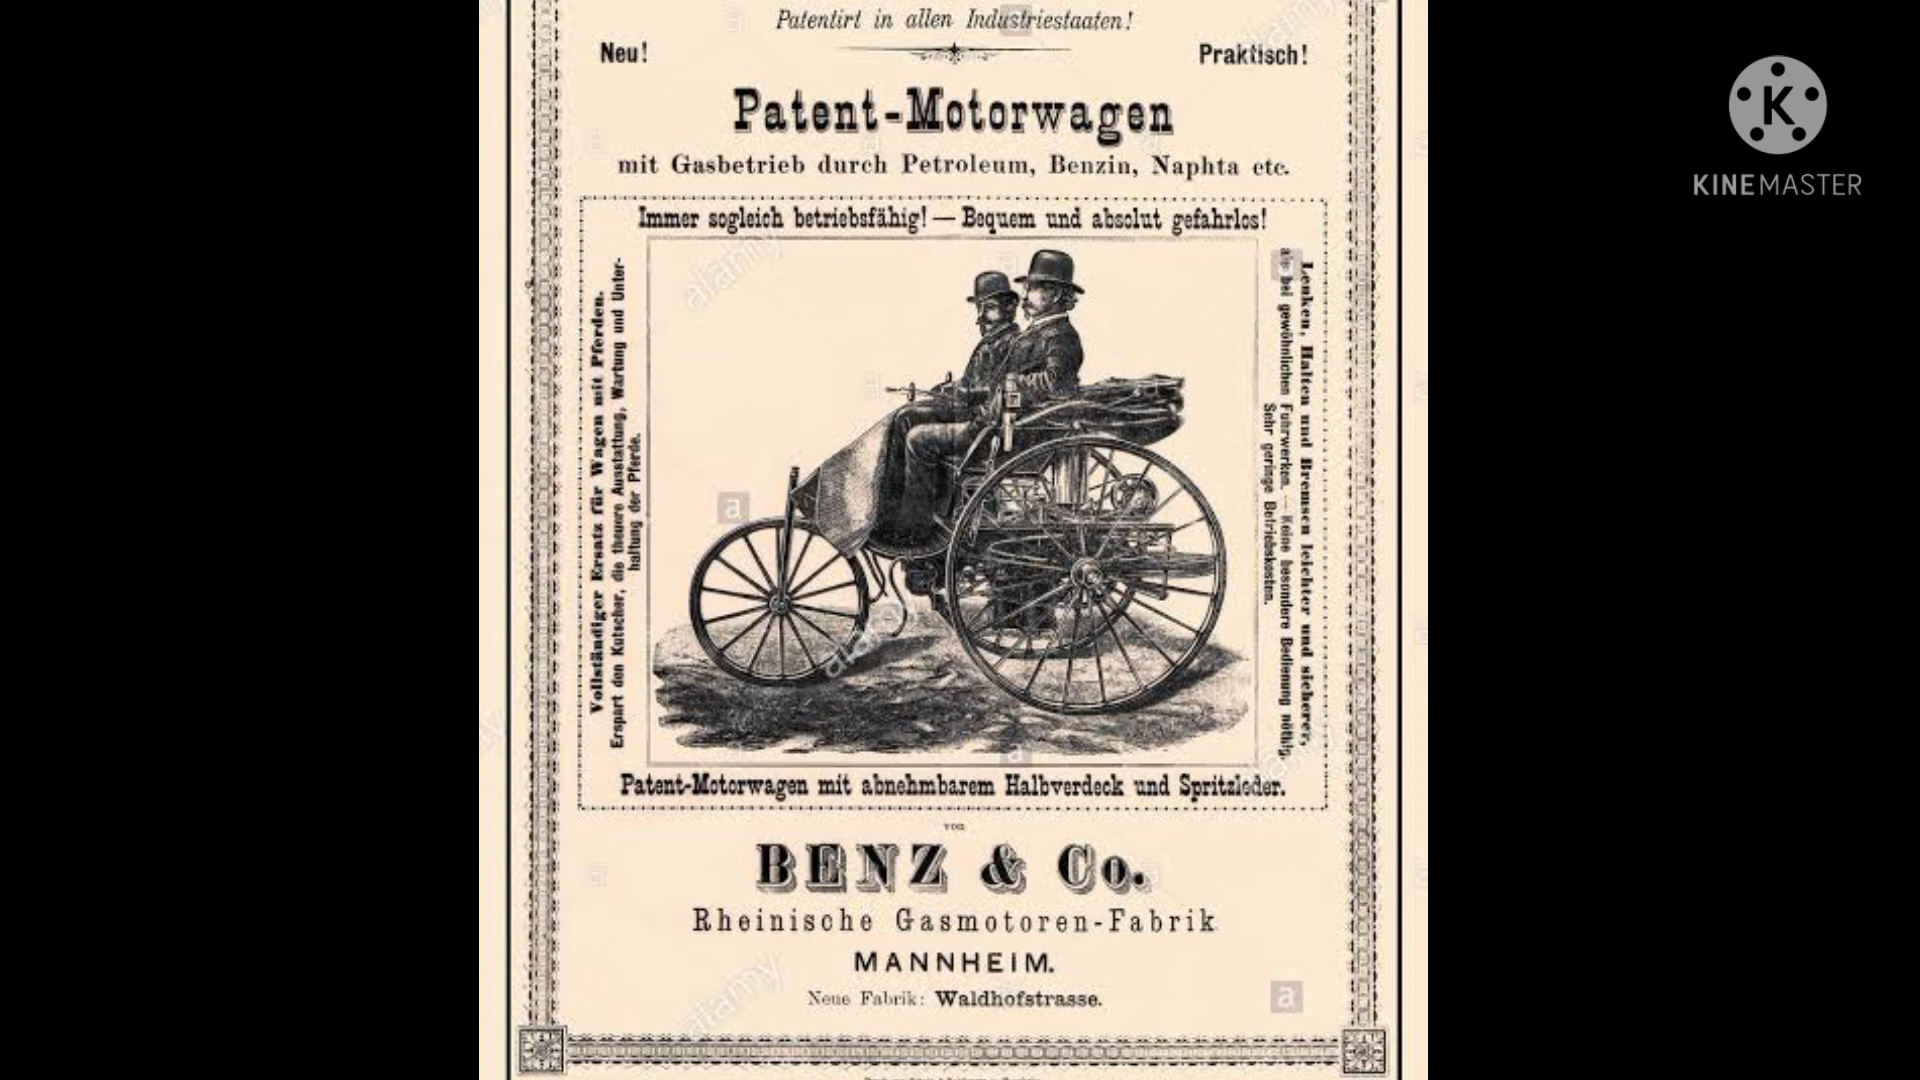 Patentirt in allen Industriestaaten!
Neu!
Praktisch!
Patent-Motorwagen
mit Gasbetrieb durch Petroleum, Benzin, Naphta etc.
Immer sogleich betriebsfähig! — Bequem und absolut gefahrlos!
Vollständiger Ersatz für Wagen mit Pferden.
Erspart den Kutscher, die theuere Ausstattung, Wartung und Unter-
haltung der Pferde.
Lenken, Halten und Bremsen leichter und sicherer,
als bei gewöhnlichen Fuhrwerken. — Keine besondere Bedienung nöthig.
Sehr geringe Betriebskosten.
Patent-Motorwagen mit abnehmbarem Halbverdeck und Spritzleder.
von
BENZ & Co.
Rheinische Gasmotoren-Fabrik
MANNHEIM.
Neue Fabrik: Waldhofstrasse.
K
KINEMASTER
alamy
a
alamy
a
alamy
a